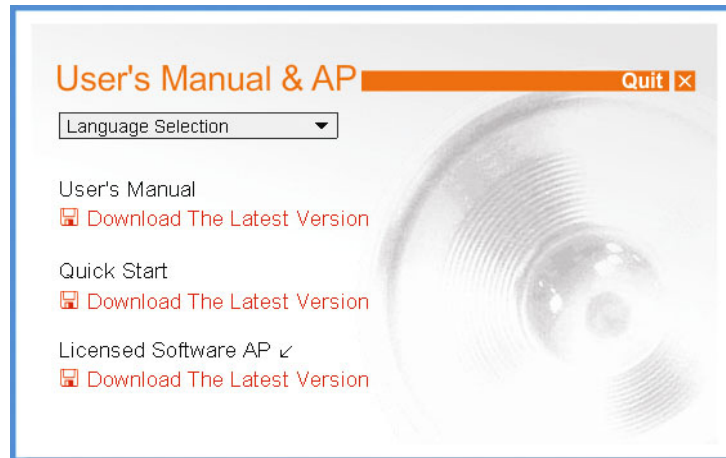 User's Manual & AP Quit
Language Selection
User's Manual
Download The Latest Version
Quick Start
Download The Latest Version
Licensed Software AP
Download The Latest Version